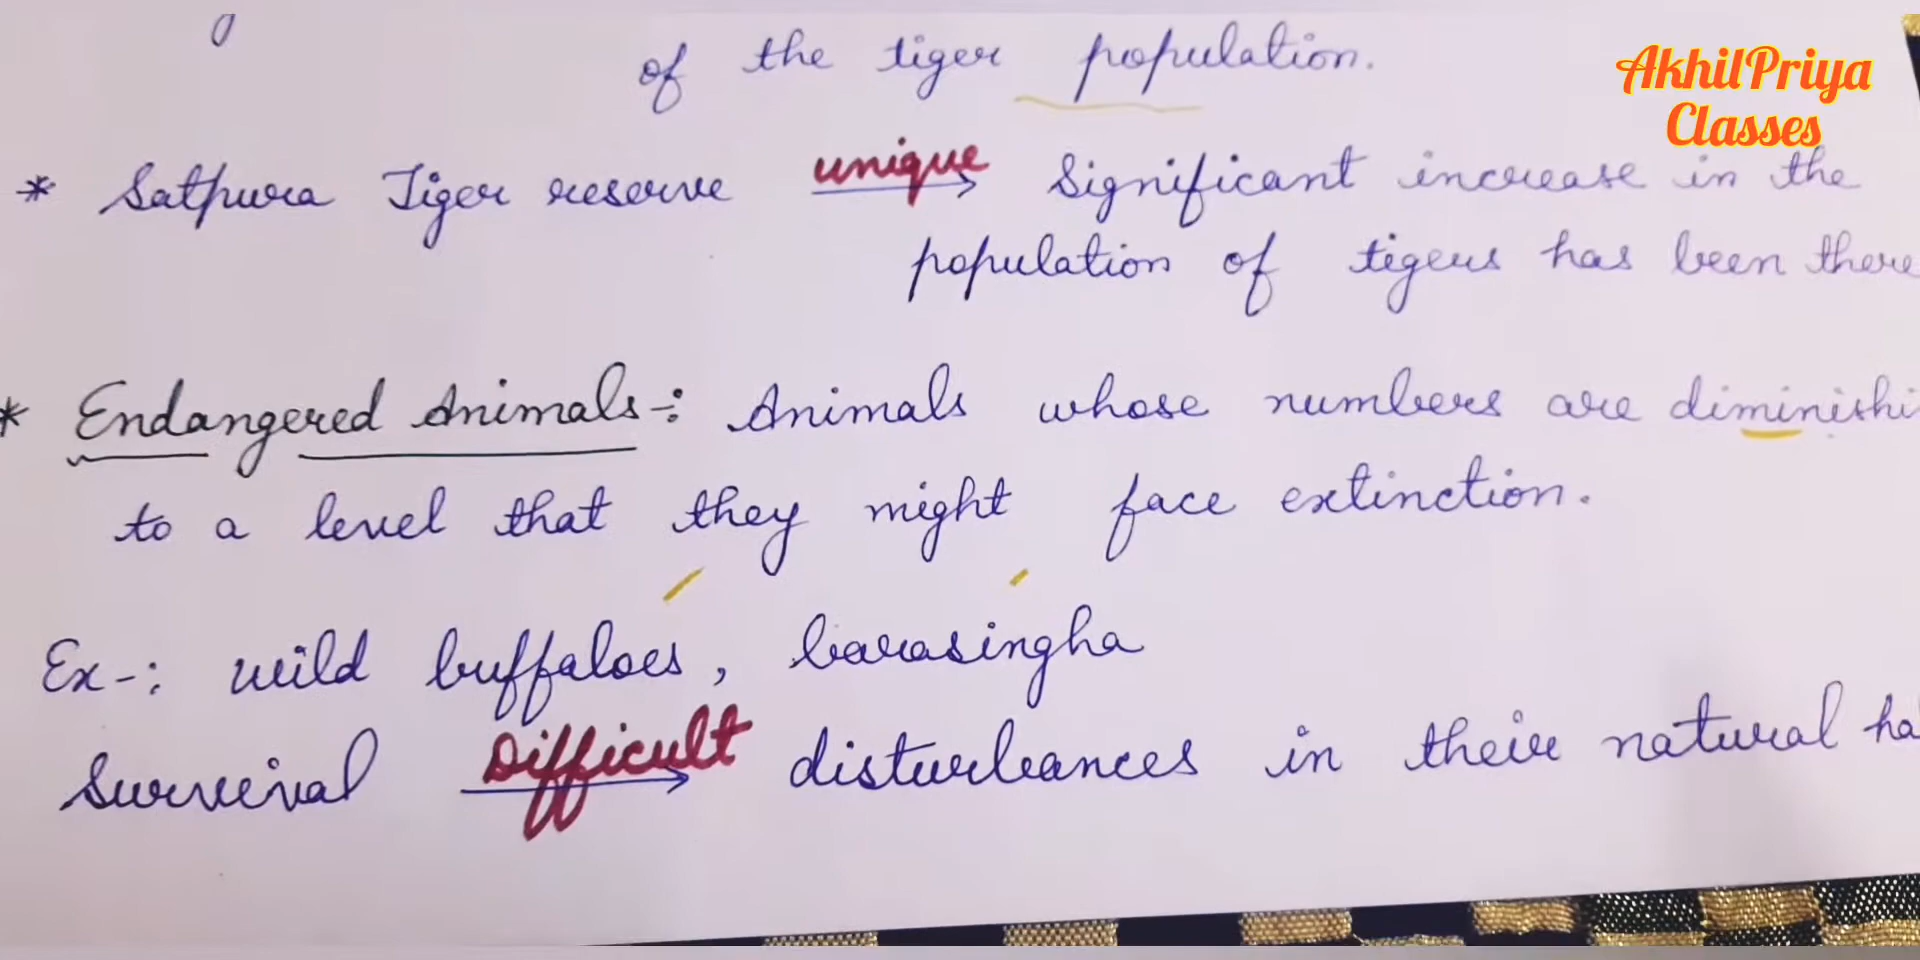 of the tiger population.
AkhilPriya
Classes
* Satpura Tiger reserve unique → Significant increase in the
population of tigers has been there
* Endangered Animals-: Animals whose numbers are diminishi
to a level that they might face extinction.
Ex-: wild buffaloes, barasingha
Survival Difficult → disturbances in their natural ha